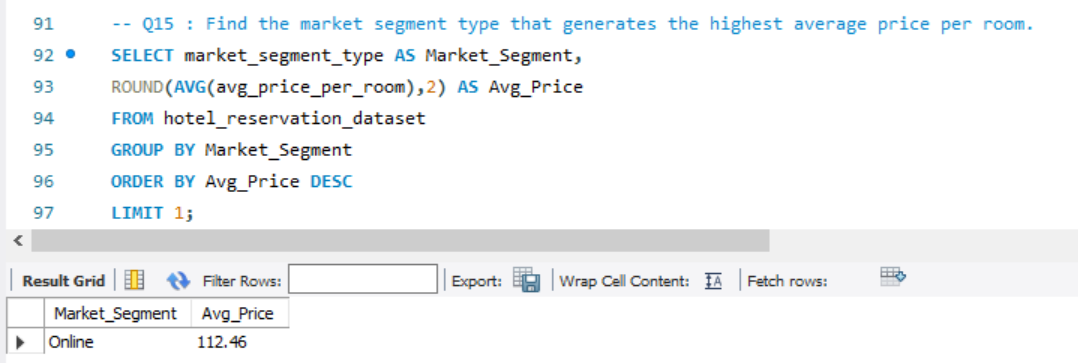 91 -- Q15 : Find the market segment type that generates the highest average price per room.
92 SELECT market_segment_type AS Market_Segment,
93 ROUND(AVG(avg_price_per_room),2) AS Avg_Price
94 FROM hotel_reservation_dataset
95 GROUP BY Market_Segment
96 ORDER BY Avg_Price DESC
97 LIMIT 1;
Result Grid Filter Rows: Export: Wrap Cell Content: IA Fetch rows:
Market_Segment Avg_Price
Online 112.46